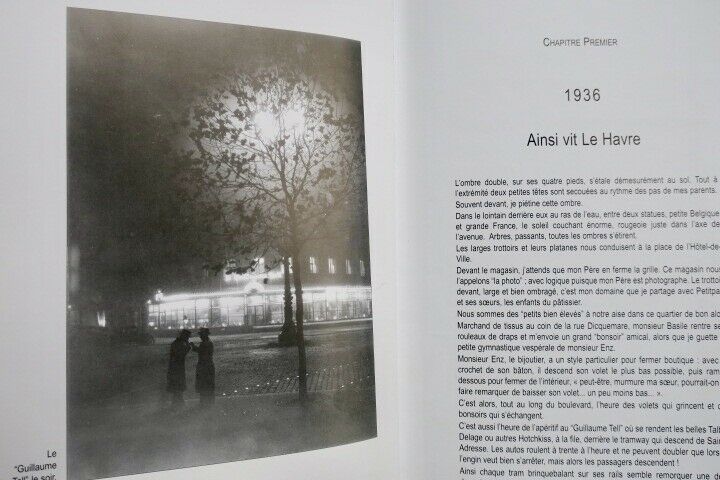 Le
"Guillaume
Tell" le soir.
CHAPITRE PREMIER
1936
Ainsi vit Le Havre
L'ombre double, sur ses quatre pieds, s'étale démesurément au sol. Tout à
l'extrémité deux petites têtes sont secouées au rythme des pas de mes parents.
Souvent devant, je piétine cette ombre.
Dans le lointain derrière eux au ras de l'eau, entre deux statues, petite Belgique
et grande France, le soleil couchant énorme, rougeoie juste dans l'axe de
l'avenue. Arbres, passants, toutes les ombres s'étirent.
Les larges trottoirs et leurs platanes nous conduisent à la place de l'Hôtel-de-
Ville.
Devant le magasin, j'attends que mon Père en ferme la grille. Ce magasin nous
l'appelons "la photo" ; avec logique puisque mon Père est photographe. Le trottoir
devant, large et bien ombragé, c'est mon domaine que je partage avec Petitpa
et ses sœurs, les enfants du pâtissier.
Nous sommes des "petits bien élevés" à notre aise dans ce quartier de bon alo
Marchand de tissus au coin de la rue Dicquemare, monsieur Basile rentre se
rouleaux de draps et m'envoie un grand "bonsoir" amical, alors que je guette
petite gymnastique vespérale de monsieur Enz.
Monsieur Enz, le bijoutier, a un style particulier pour fermer boutique : avec
crochet de son bâton, il descend son volet le plus bas possible, puis ram
dessous pour fermer de l'intérieur, « peut-être, murmure ma sœur, pourrait-on
faire remarquer de baisser son volet... un peu moins bas... ».
C'est alors, tout au long du boulevard, l'heure des volets qui grincent et d
bonsoirs qui s'échangent.
C'est aussi l'heure de l'apéritif au "Guillaume Tell" où se rendent les belles Talb
Delage ou autres Hotchkiss, à la file, derrière le tramway qui descend de Sain
Adresse. Les autos roulent à trente à l'heure et ne peuvent doubler que lors
l'engin veut bien s'arrêter, mais alors les passagers descendent !
Ainsi chaque tram brinquebalant sur ses rails semble remorquer une de